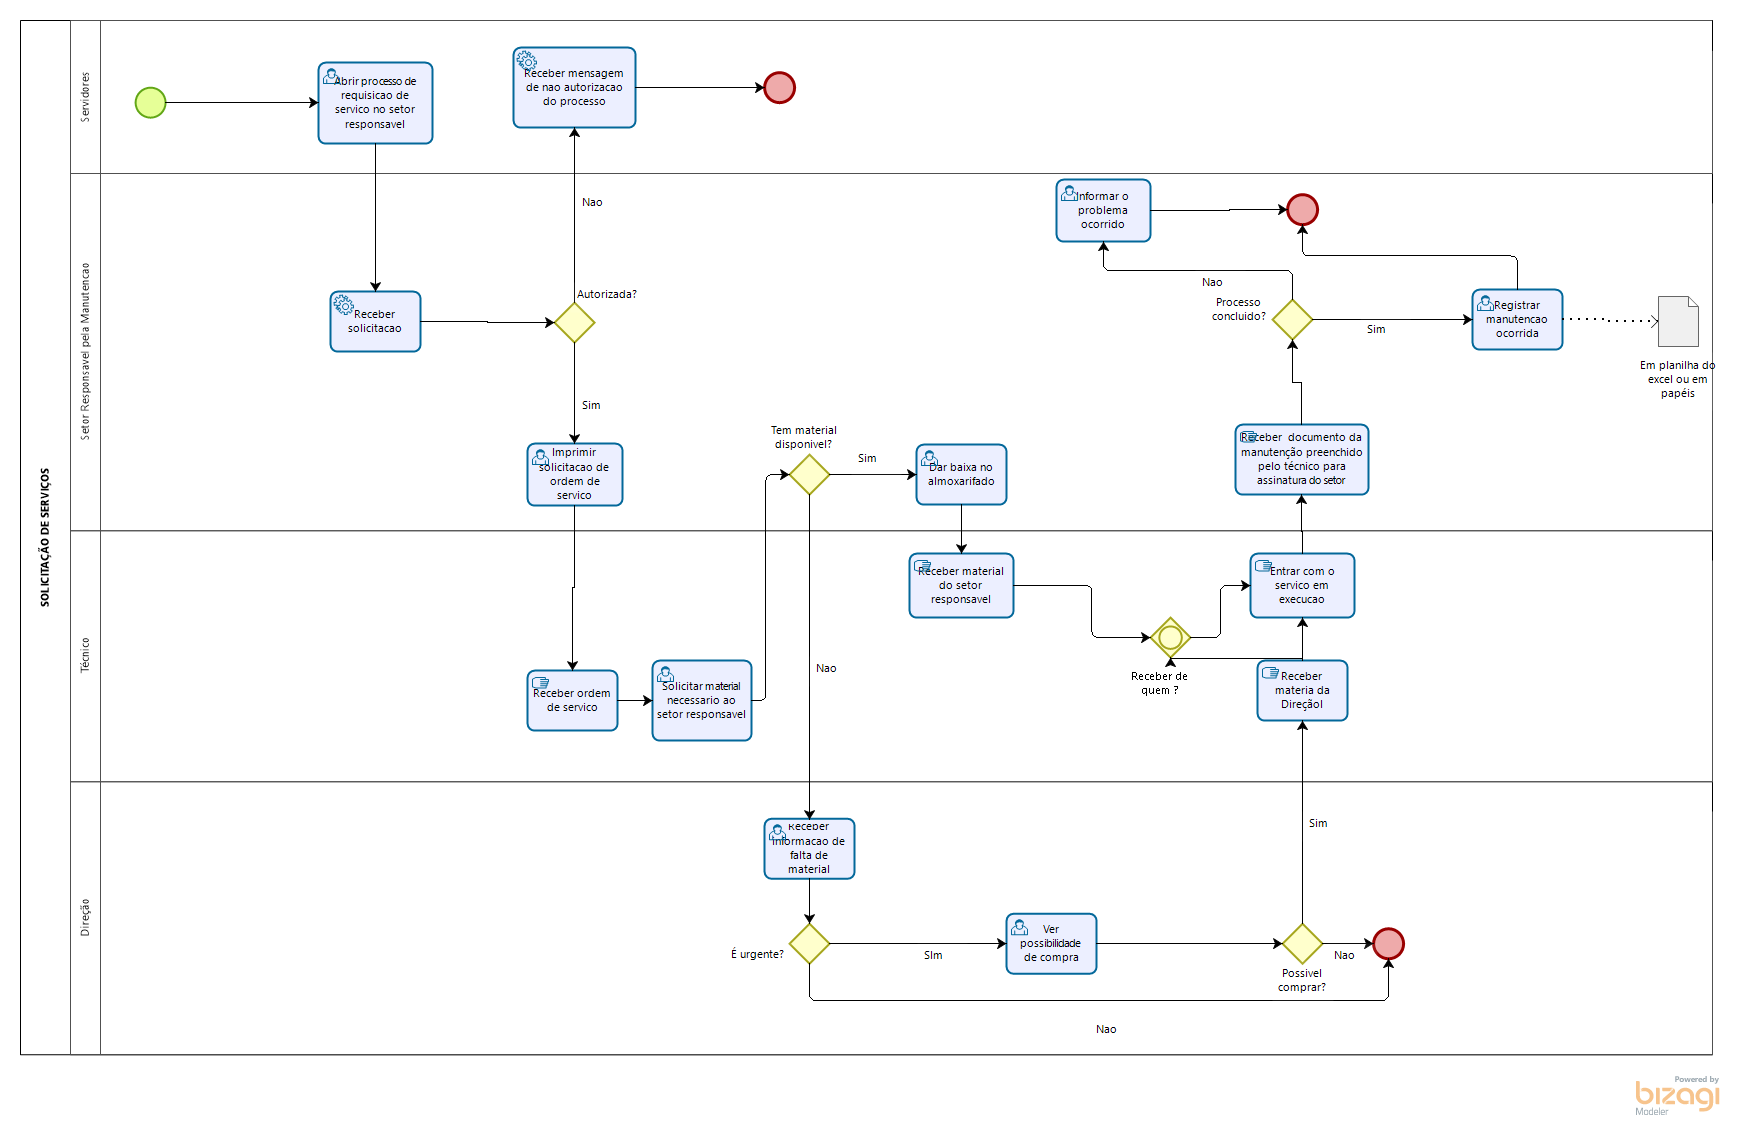 SOLICITAÇÃO DE SERVIÇOS
Servidores
Abrir processo de
requisicao de
servico no setor
responsavel
Receber mensagem
de nao autorizacao
do processo
Setor Responsavel pela Manutencao
Nao
Receber
solicitacao
Autorizada?
Sim
Imprimir
solicitacao de
ordem de
servico
Tem material
disponivel?
Sim
Dar baixa no
almoxarifado
Informar o
problema
ocorrido
Nao
Processo
concluido?
Sim
Registrar
manutencao
ocorrida
Em planilha do
excel ou em
papéis
Receber documento da
manutenção preenchido
pelo técnico para
assinatura do setor
Técnico
Receber ordem
de servico
Solicitar material
necessario ao
setor responsavel
Nao
Receber material
do setor
responsavel
Receber de
quem ?
Entrar com o
servico em
execucao
Receber
materia da
DireçãoI
Direção
Receber
informacao de
falta de
material
É urgente?
SIm
Ver
possibilidade
de compra
Sim
Possivel
comprar?
Nao
Nao
Powered by
bizagi
Modeler